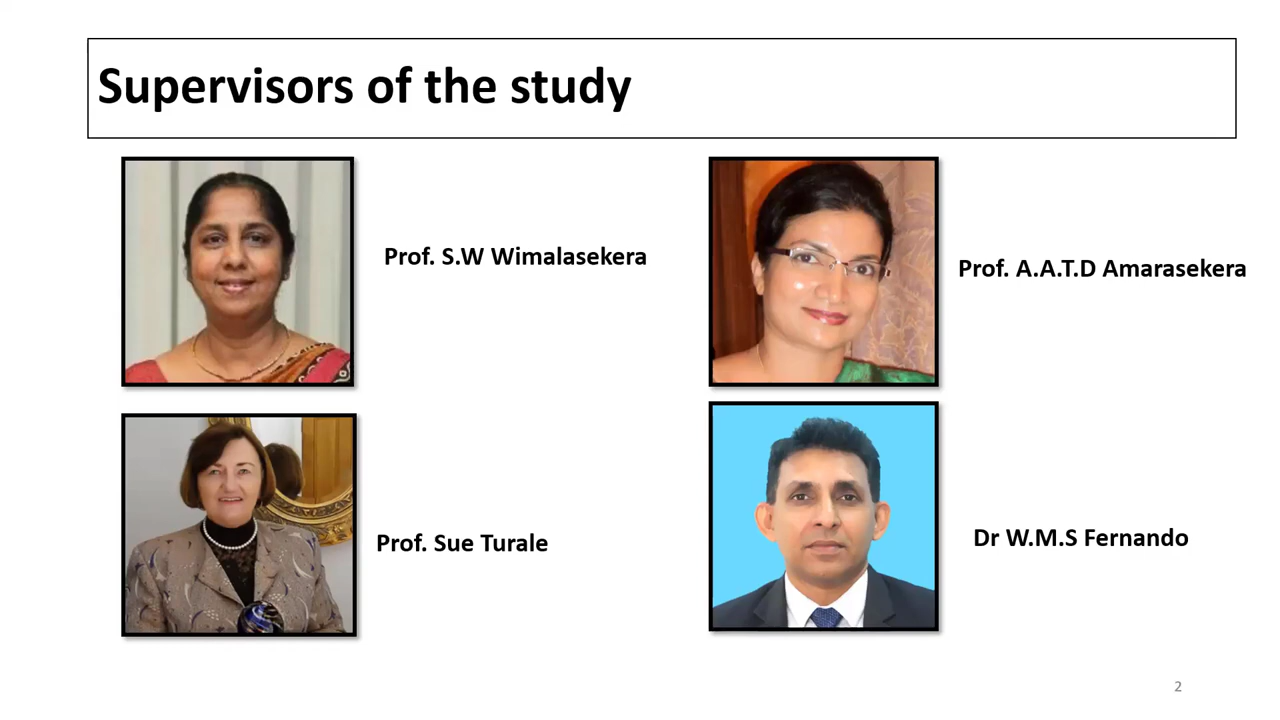 Supervisors of the study
Prof. S.W Wimalasekera
Prof. A.A.T.D Amarasekera
Prof. Sue Turale
Dr W.M.S Fernando
2